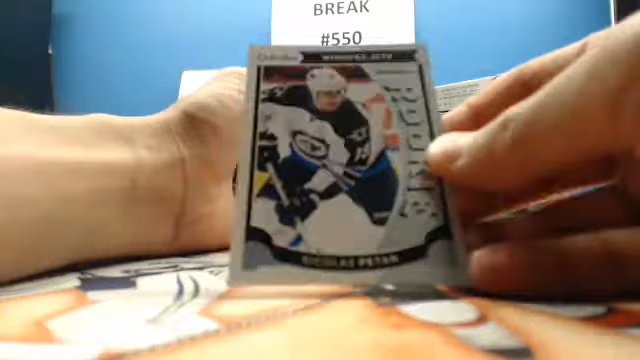 BREAK
#550
WINNIPEG JETS
ROOKIE
NICOLAS PETAN